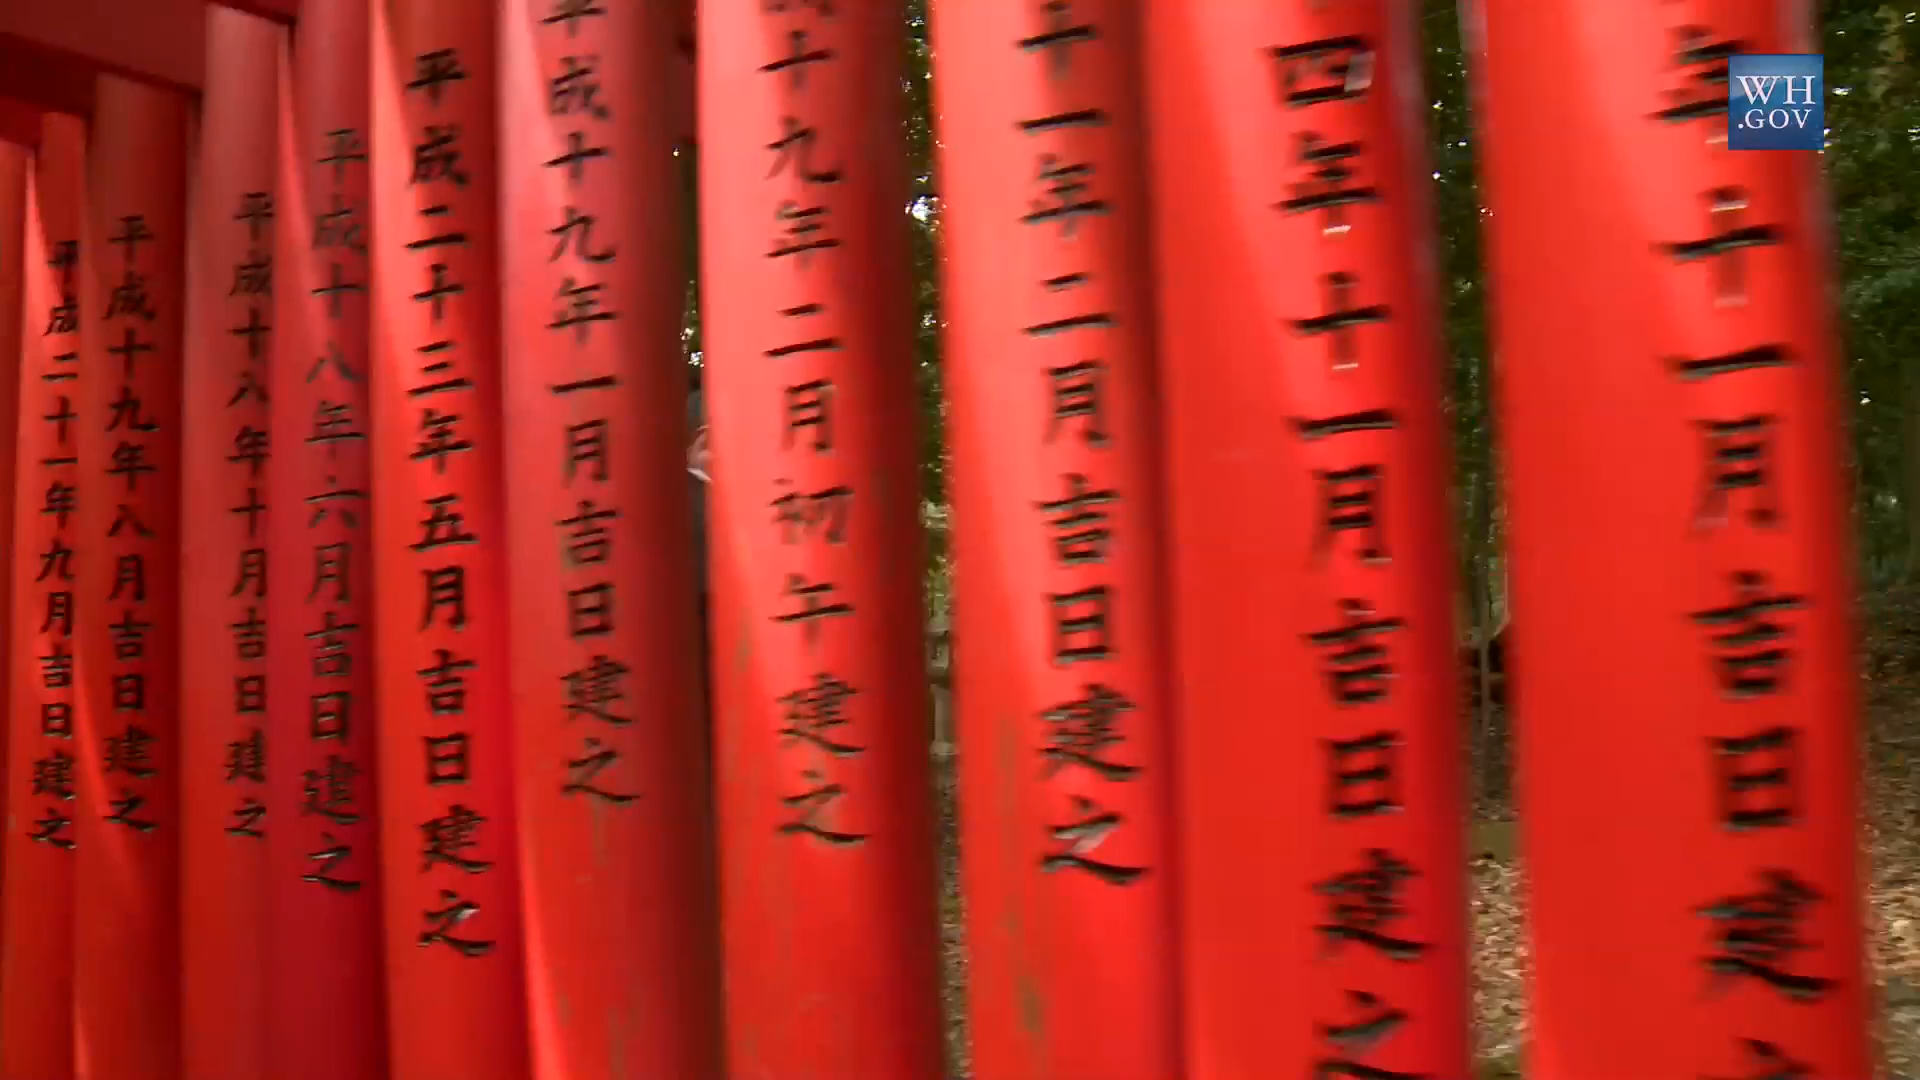 平成二十一年九月吉日建之
平成十九年八月吉日建之
平成十八年十月吉日建之
平成十八年六月吉日建之
平成二十三年五月吉日建之
平成十九年一月吉日建之
成十九年二月初午建之
十一年二月吉日建之
四年十一月吉日建之
年十一月吉日建之
WH
.GOV